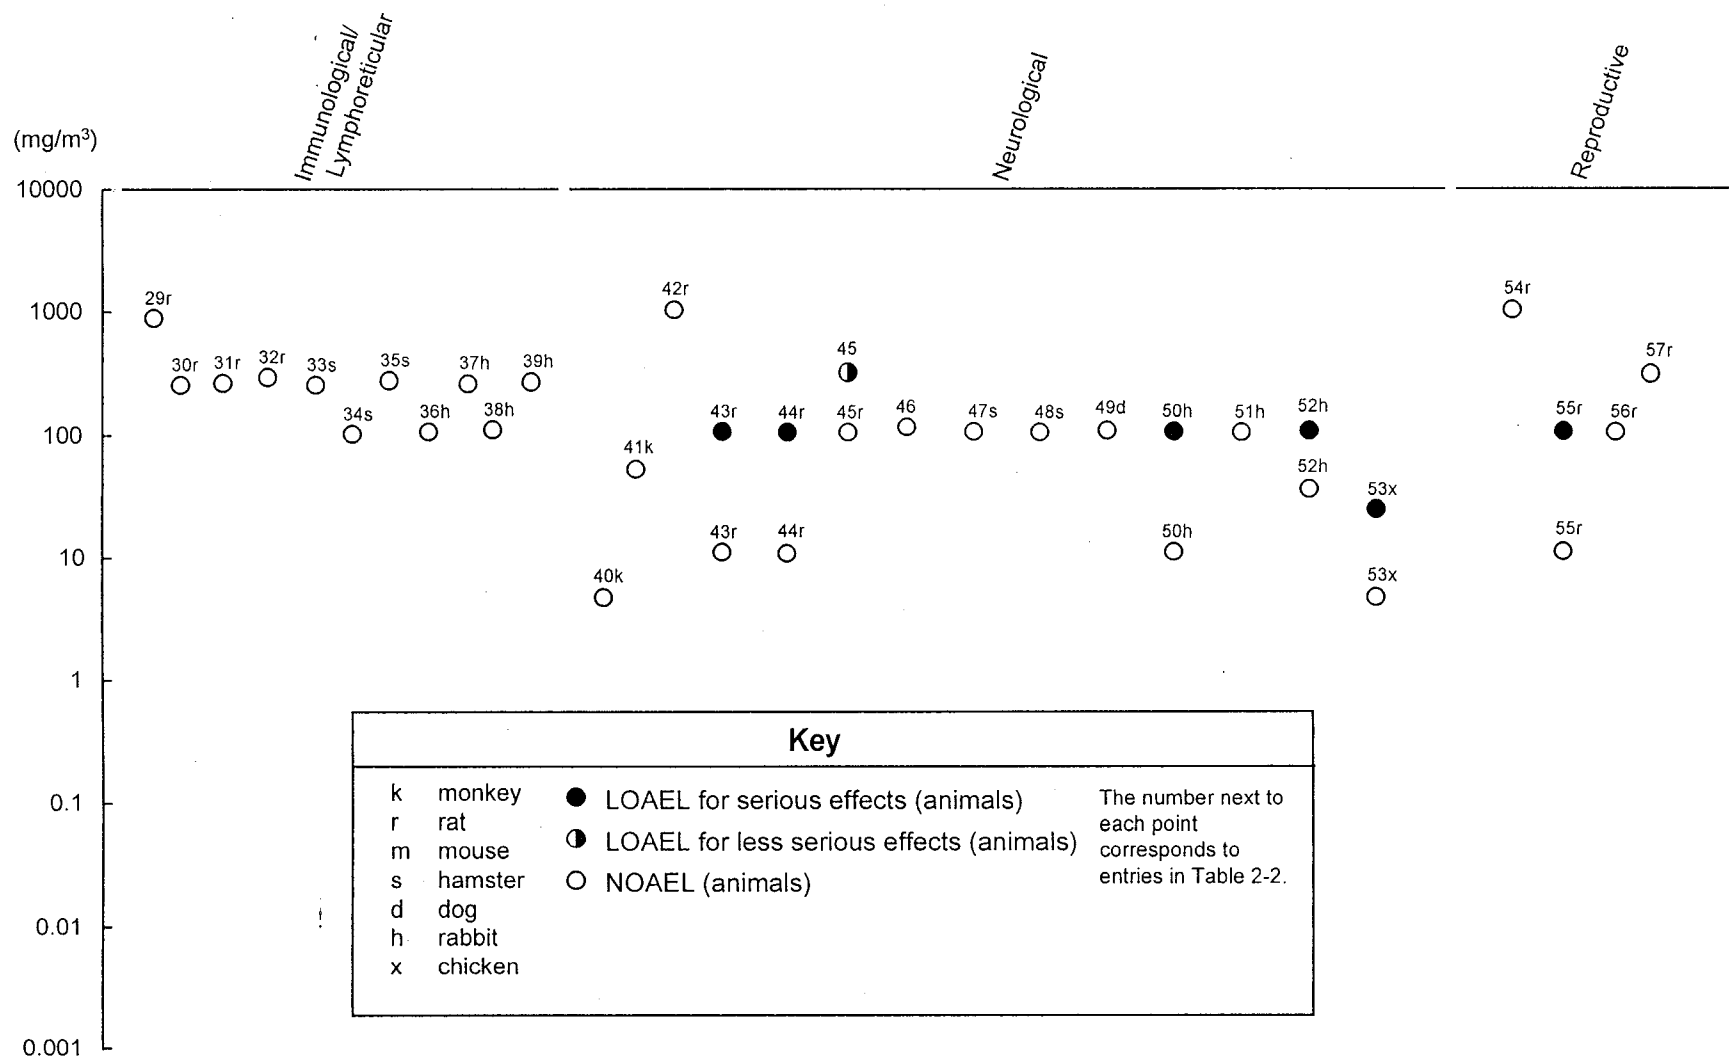 Immunological/
Lymphoreticular
Neurological
Reproductive
(mg/m³)
10000
1000
100
10
1
0.1
0.01
0.001
29r
30r
31r
32r
33s
34s
35s
36h
37h
38h
39h
40k
41k
42r
43r
43r
44r
44r
45
45r
46
47s
48s
49d
50h
50h
51h
52h
52h
53x
53x
54r
55r
55r
56r
57r
Key
k monkey
r rat
m mouse
s hamster
d dog
h rabbit
x chicken
LOAEL for serious effects (animals)
LOAEL for less serious effects (animals)
NOAEL (animals)
The number next to
each point
corresponds to
entries in Table 2-2.